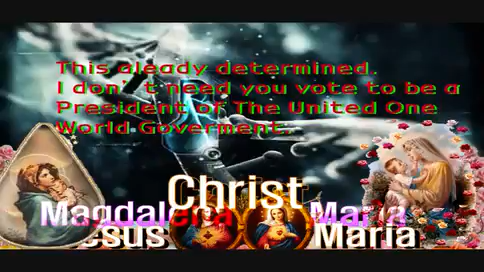 This aleady determined.
I don't need you vote to be a
President of The United One
World Goverment.
Christ
Magdalena Maria
Jesus Maria